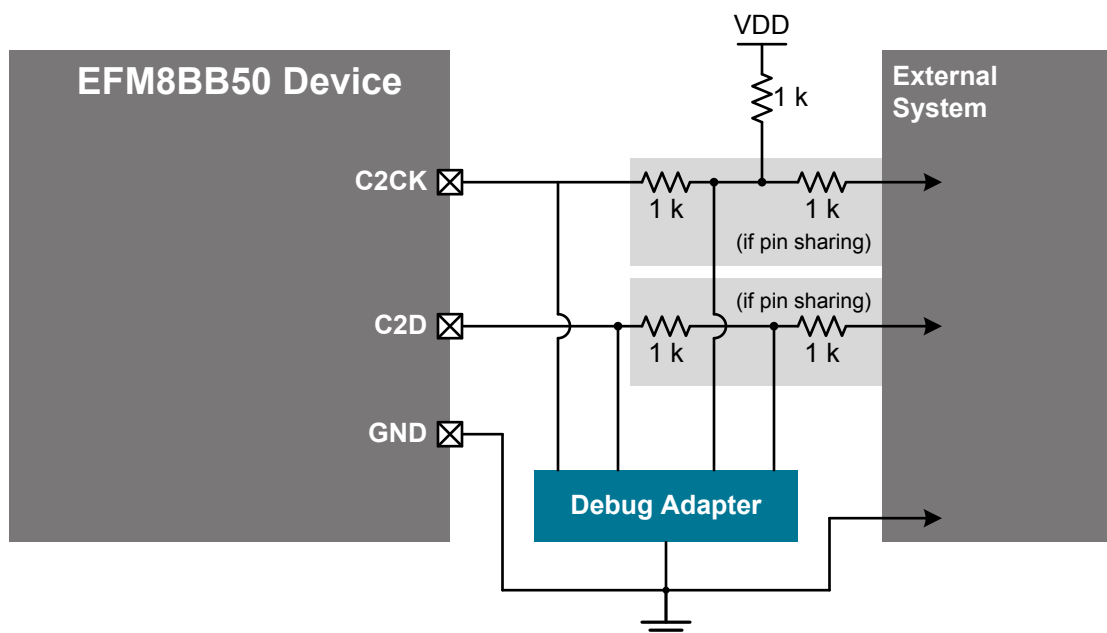 VDD
EFM8BB50 Device
External
System
1 k
C2CK
1 k
1 k
(if pin sharing)
(if pin sharing)
C2D
1 k
1 k
GND
Debug Adapter